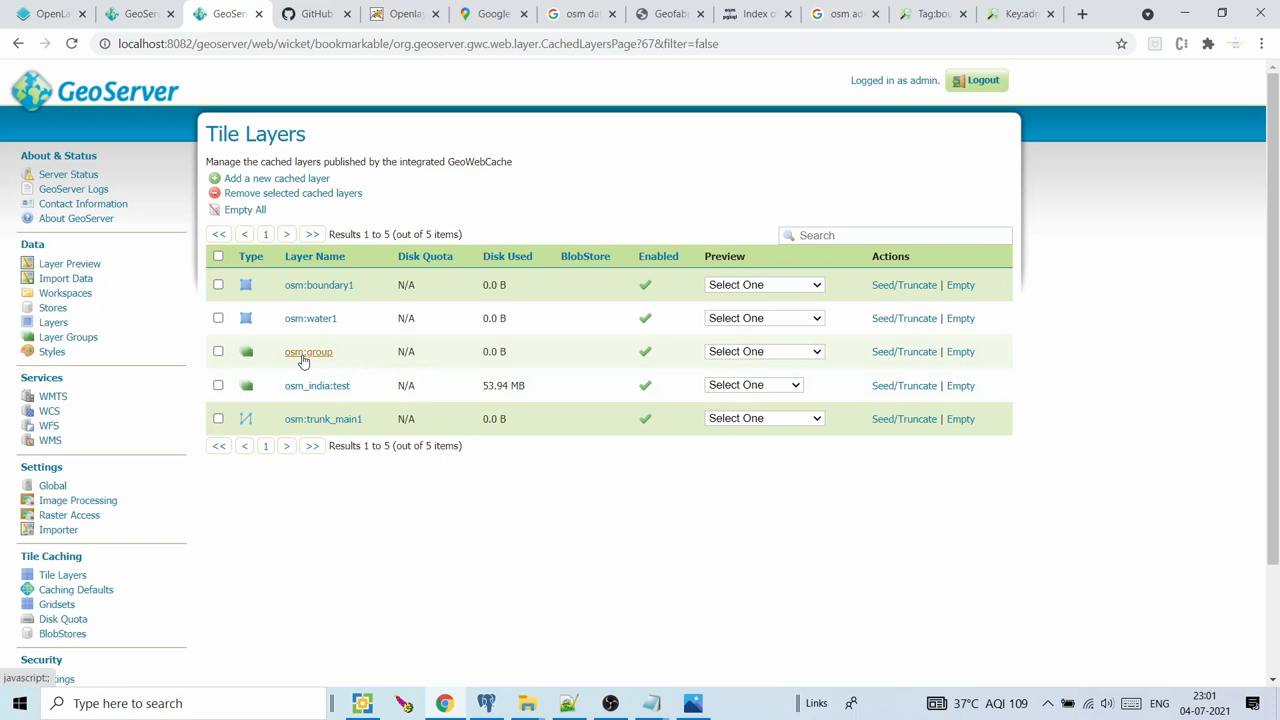 GeoServer
GeoServer
Openla
Google
osm dat
Geofab
Index o
osm ad
Tag:bou
Key:adm
localhost:8082/geoserver/web/wicket/bookmarkable/org.geoserver.gwc.web.layer.CachedLayersPage?67&filter=false
GeoServer
Logged in as admin.
Logout
About & Status
Server Status
GeoServer Logs
Contact Information
About GeoServer
Data
Layer Preview
Import Data
Workspaces
Stores
Layers
Layer Groups
Styles
Services
WMTS
WCS
WFS
WMS
Settings
Global
Image Processing
Raster Access
Importer
Tile Caching
Tile Layers
Caching Defaults
Gridsets
Disk Quota
BlobStores
Security
Tile Layers
Manage the cached layers published by the integrated GeoWebCache
Add a new cached layer
Remove selected cached layers
Empty All
<< < 1 > >> Results 1 to 5 (out of 5 items)
Search
Type Layer Name Disk Quota Disk Used BlobStore Enabled Preview Actions
osm:boundary1 N/A 0.0 B Select One Seed/Truncate | Empty
osm:water1 N/A 0.0 B Select One Seed/Truncate | Empty
osm:group N/A 0.0 B Select One Seed/Truncate | Empty
osm_india:test N/A 53.94 MB Select One Seed/Truncate | Empty
osm:trunk_main1 N/A 0.0 B Select One Seed/Truncate | Empty
<< < 1 > >> Results 1 to 5 (out of 5 items)
javascript:;
Type here to search
Links
37°C AQI 109
ENG
23:01
04-07-2021